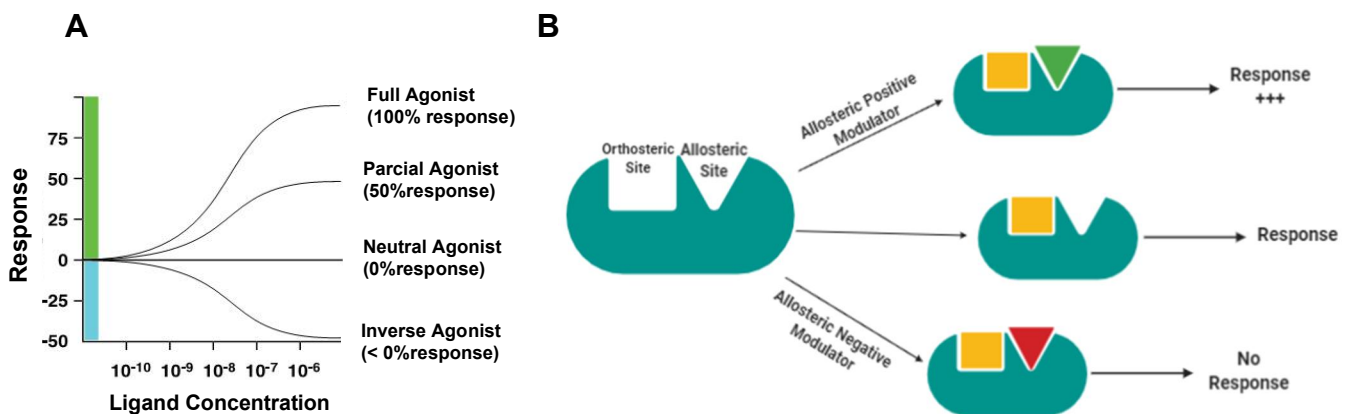 A
Response
75
50
25
0
-25
-50
10-10 10-9 10-8 10-7 10-6
Ligand Concentration
Full Agonist
(100% response)
Parcial Agonist
(50%response)
Neutral Agonist
(0%response)
Inverse Agonist
(< 0%response)
B
Orthosteric
Site
Allosteric
Site
Allosteric Positive
Modulator
Response
+++
Response
Allosteric Negative
Modulator
No
Response